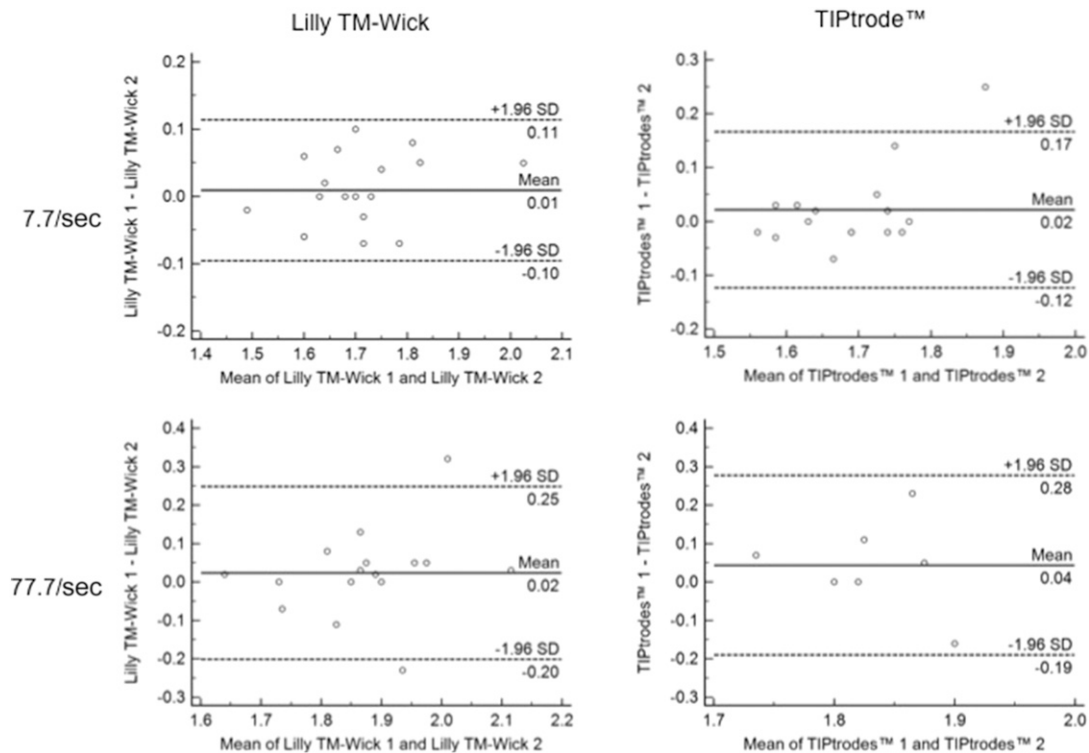 Lilly TM-Wick
TIPtrode™
7.7/sec
Lilly TM-Wick 1 - Lilly TM-Wick 2
0.2
0.1
0.0
-0.1
-0.2
+1.96 SD
0.11
Mean
0.01
-1.96 SD
-0.10
1.4 1.5 1.6 1.7 1.8 1.9 2.0 2.1
Mean of Lilly TM-Wick 1 and Lilly TM-Wick 2
TIPtrodes™ 1 - TIPtrodes™ 2
0.3
0.2
0.1
0.0
-0.1
-0.2
+1.96 SD
0.17
Mean
0.02
-1.96 SD
-0.12
1.5 1.6 1.7 1.8 1.9 2.0
Mean of TIPtrodes™ 1 and TIPtrodes™ 2
77.7/sec
Lilly TM-Wick 1 - Lilly TM-Wick 2
0.4
0.3
0.2
0.1
0.0
-0.1
-0.2
-0.3
+1.96 SD
0.25
Mean
0.02
-1.96 SD
-0.20
1.6 1.7 1.8 1.9 2.0 2.1 2.2
Mean of Lilly TM-Wick 1 and Lilly TM-Wick 2
TIPtrodes™ 1 - TIPtrodes™ 2
0.4
0.3
0.2
0.1
0.0
-0.1
-0.2
-0.3
+1.96 SD
0.28
Mean
0.04
-1.96 SD
-0.19
1.7 1.8 1.9 2.0
Mean of TIPtrodes™ 1 and TIPtrodes™ 2